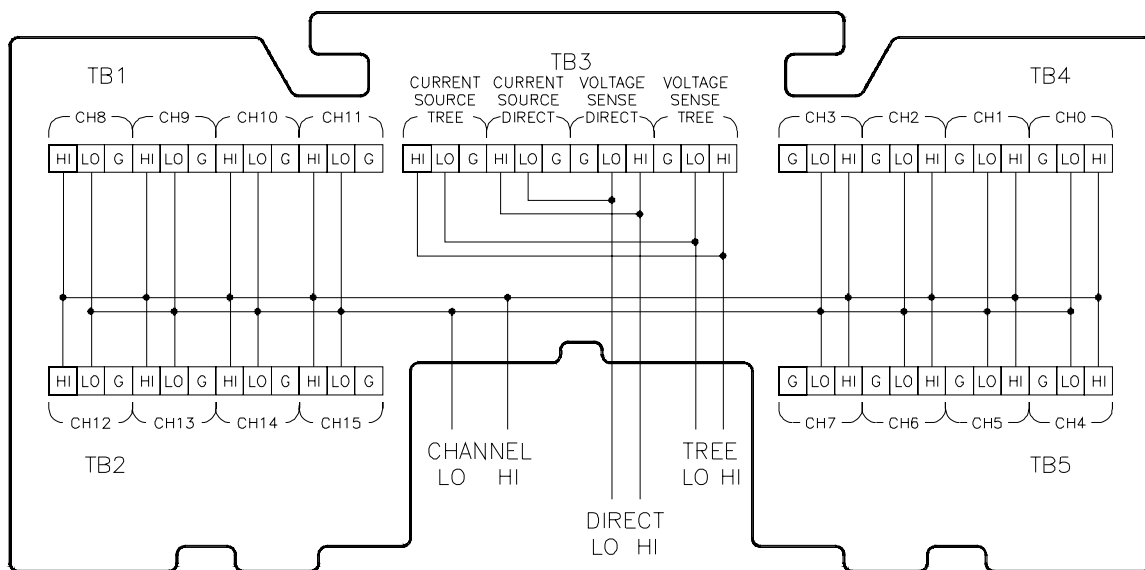 TB1
TB3
TB4
CURRENT SOURCE TREE
CURRENT SOURCE DIRECT
VOLTAGE SENSE DIRECT
VOLTAGE SENSE TREE
CH8 CH9 CH10 CH11
CH3 CH2 CH1 CH0
HI LO G HI LO G HI LO G HI LO G
HI LO G HI LO G G LO HI G LO HI
G LO HI G LO HI G LO HI G LO HI
HI LO G HI LO G HI LO G HI LO G
G LO HI G LO HI G LO HI G LO HI
CH12 CH13 CH14 CH15
CH7 CH6 CH5 CH4
TB2
CHANNEL
LO HI
TREE
LO HI
TB5
DIRECT
LO HI